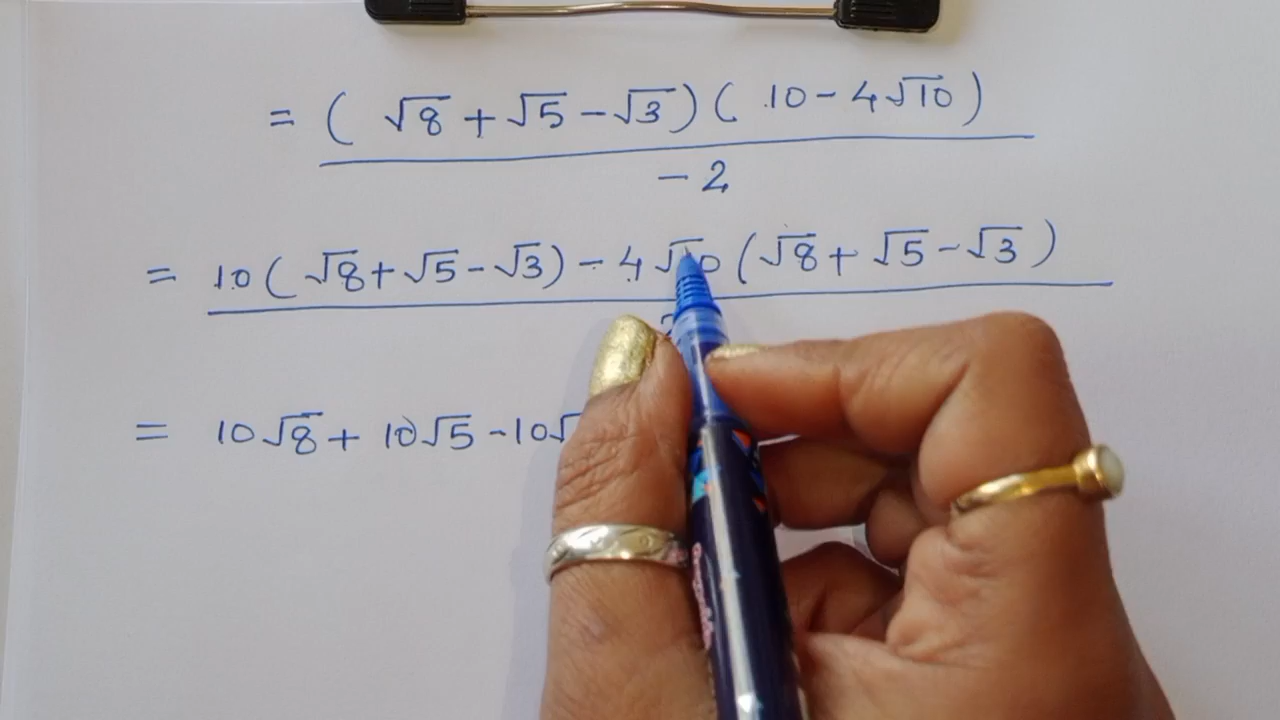 = ( √8 + √5 - √3 ) ( 10 - 4√10 )
- 2
= 10 ( √8 + √5 - √3 ) - 4√10 ( √8 + √5 - √3 )
= 10√8 + 10√5 - 10√